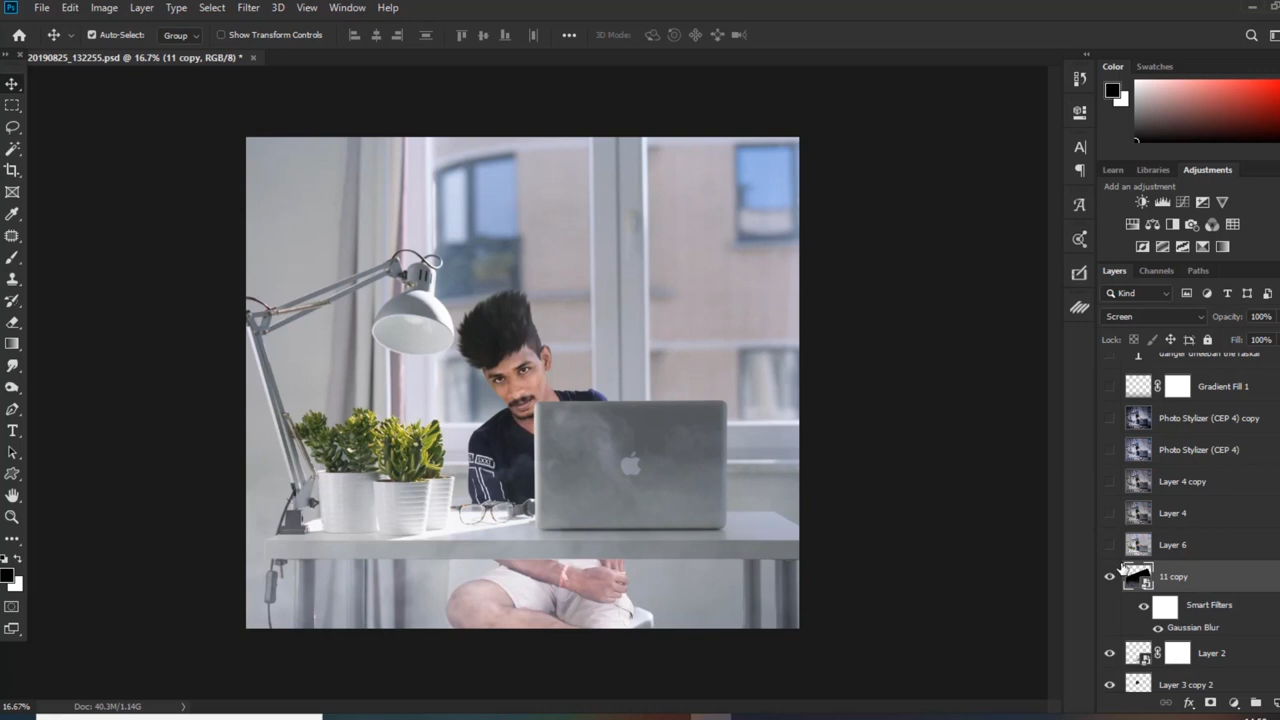 Ps File Edit Image Layer Type Select Filter 3D View Window Help
Auto-Select: Group Show Transform Controls 3D Mode:
20190825_132255.psd @ 16.7% (11 copy, RGB/8) *
Color Swatches
Learn Libraries Adjustments
Add an adjustment
Layers Channels Paths
Kind
Screen Opacity: 100%
Lock: Fill: 100%
Gradient Fill 1
Photo Stylizer (CEP 4) copy
Photo Stylizer (CEP 4)
Layer 4 copy
Layer 4
Layer 6
11 copy
Smart Filters
Gaussian Blur
Layer 2
Layer 3 copy 2
16.67% Doc: 40.3M/1.14G